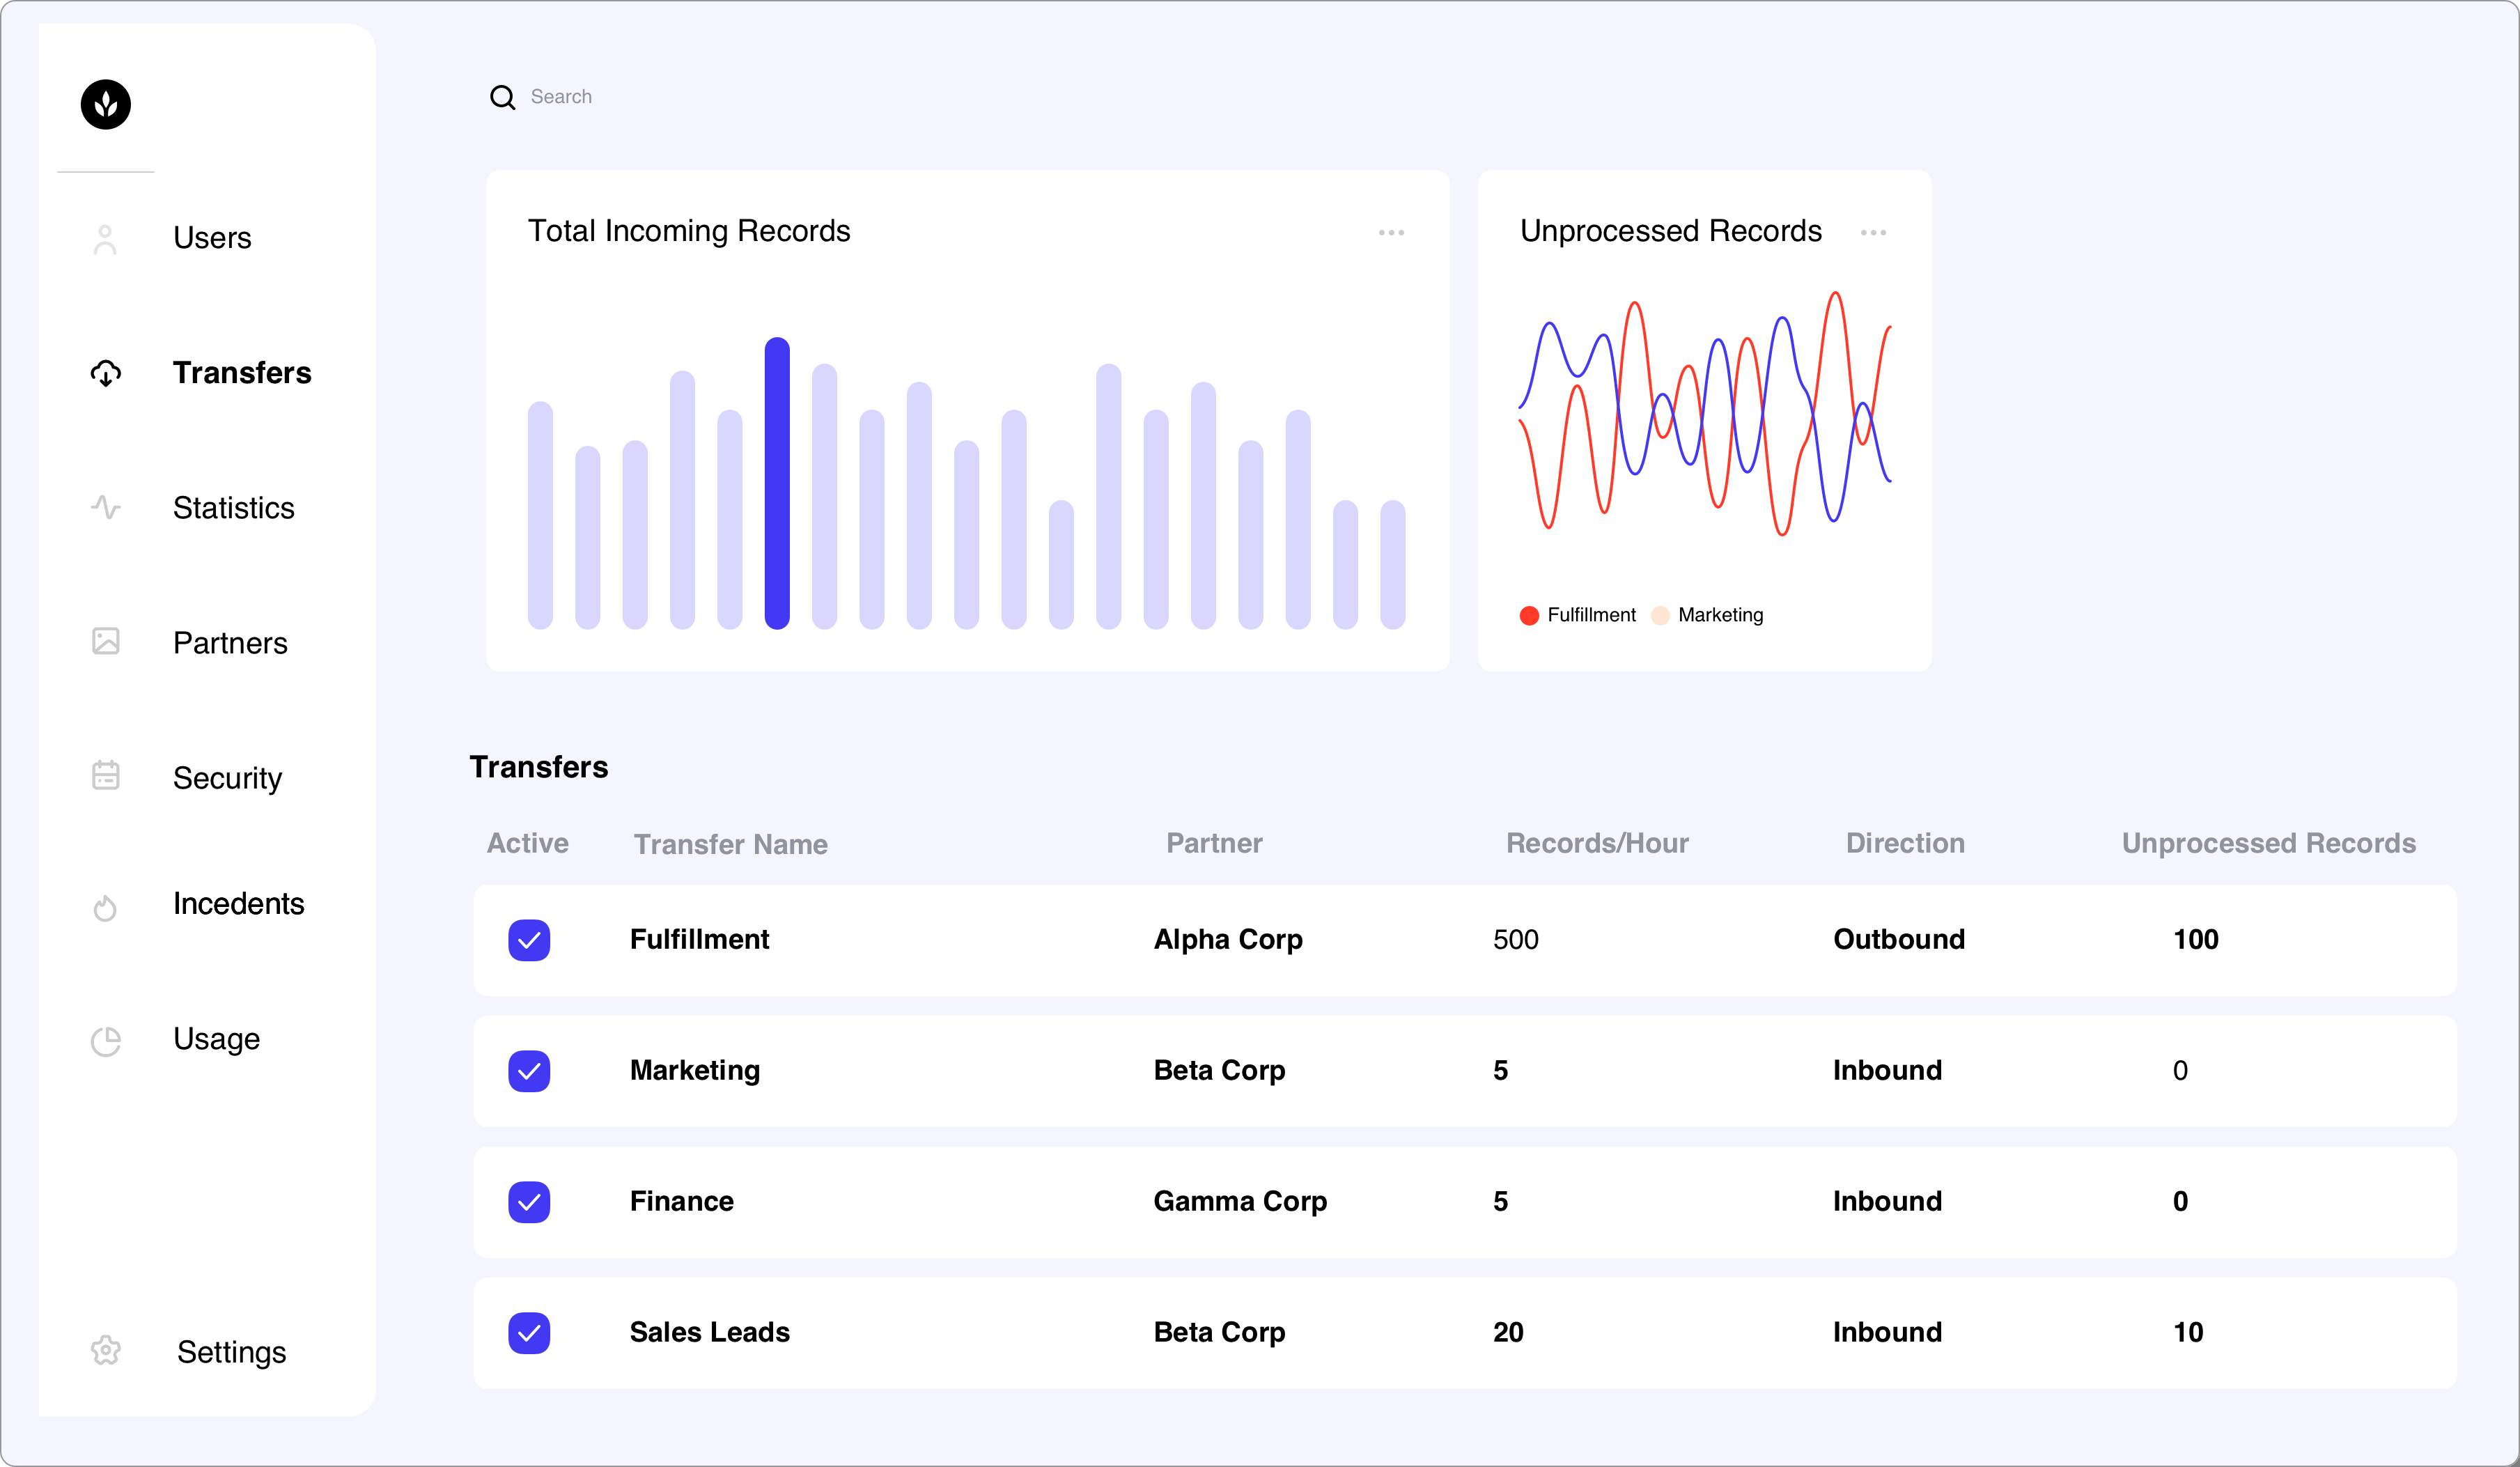 Search
Users
Transfers
Statistics
Partners
Security
Incedents
Usage
Settings
Total Incoming Records
Unprocessed Records
Fulfillment Marketing
Transfers
Active Transfer Name Partner Records/Hour Direction Unprocessed Records
Fulfillment Alpha Corp 500 Outbound 100
Marketing Beta Corp 5 Inbound 0
Finance Gamma Corp 5 Inbound 0
Sales Leads Beta Corp 20 Inbound 10